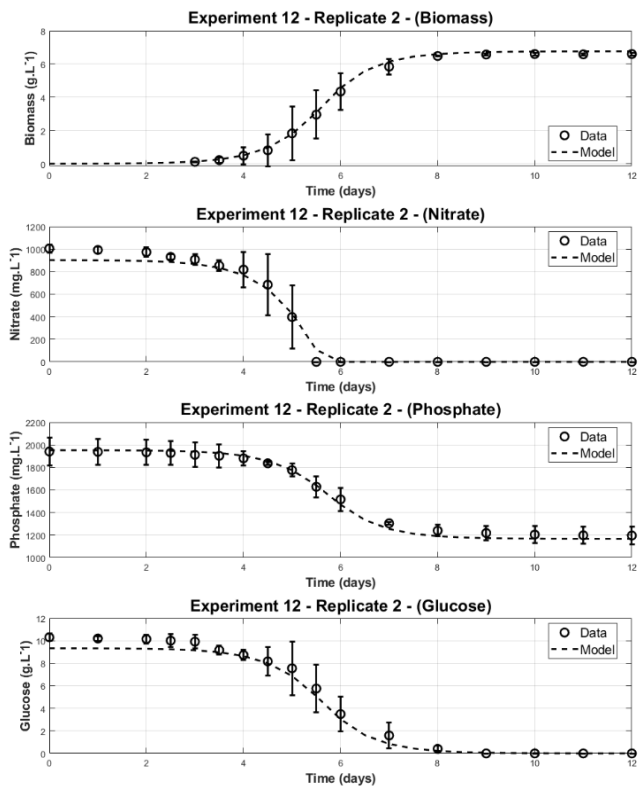 Experiment 12 - Replicate 2 - (Biomass)
Biomass (g.L⁻1)
8
6
4
2
0
Data
Model
0 2 4 6 8 10 12
Time (days)
Experiment 12 - Replicate 2 - (Nitrate)
Nitrate (mg.L⁻1)
1200
1000
800
600
400
200
0
Data
Model
0 2 4 6 8 10 12
Time (days)
Experiment 12 - Replicate 2 - (Phosphate)
Phosphate (mg.L⁻1)
2200
2000
1800
1600
1400
1200
1000
Data
Model
0 2 4 6 8 10 12
Time (days)
Experiment 12 - Replicate 2 - (Glucose)
Glucose (g.L⁻1)
12
10
8
6
4
2
0
Data
Model
0 2 4 6 8 10 12
Time (days)